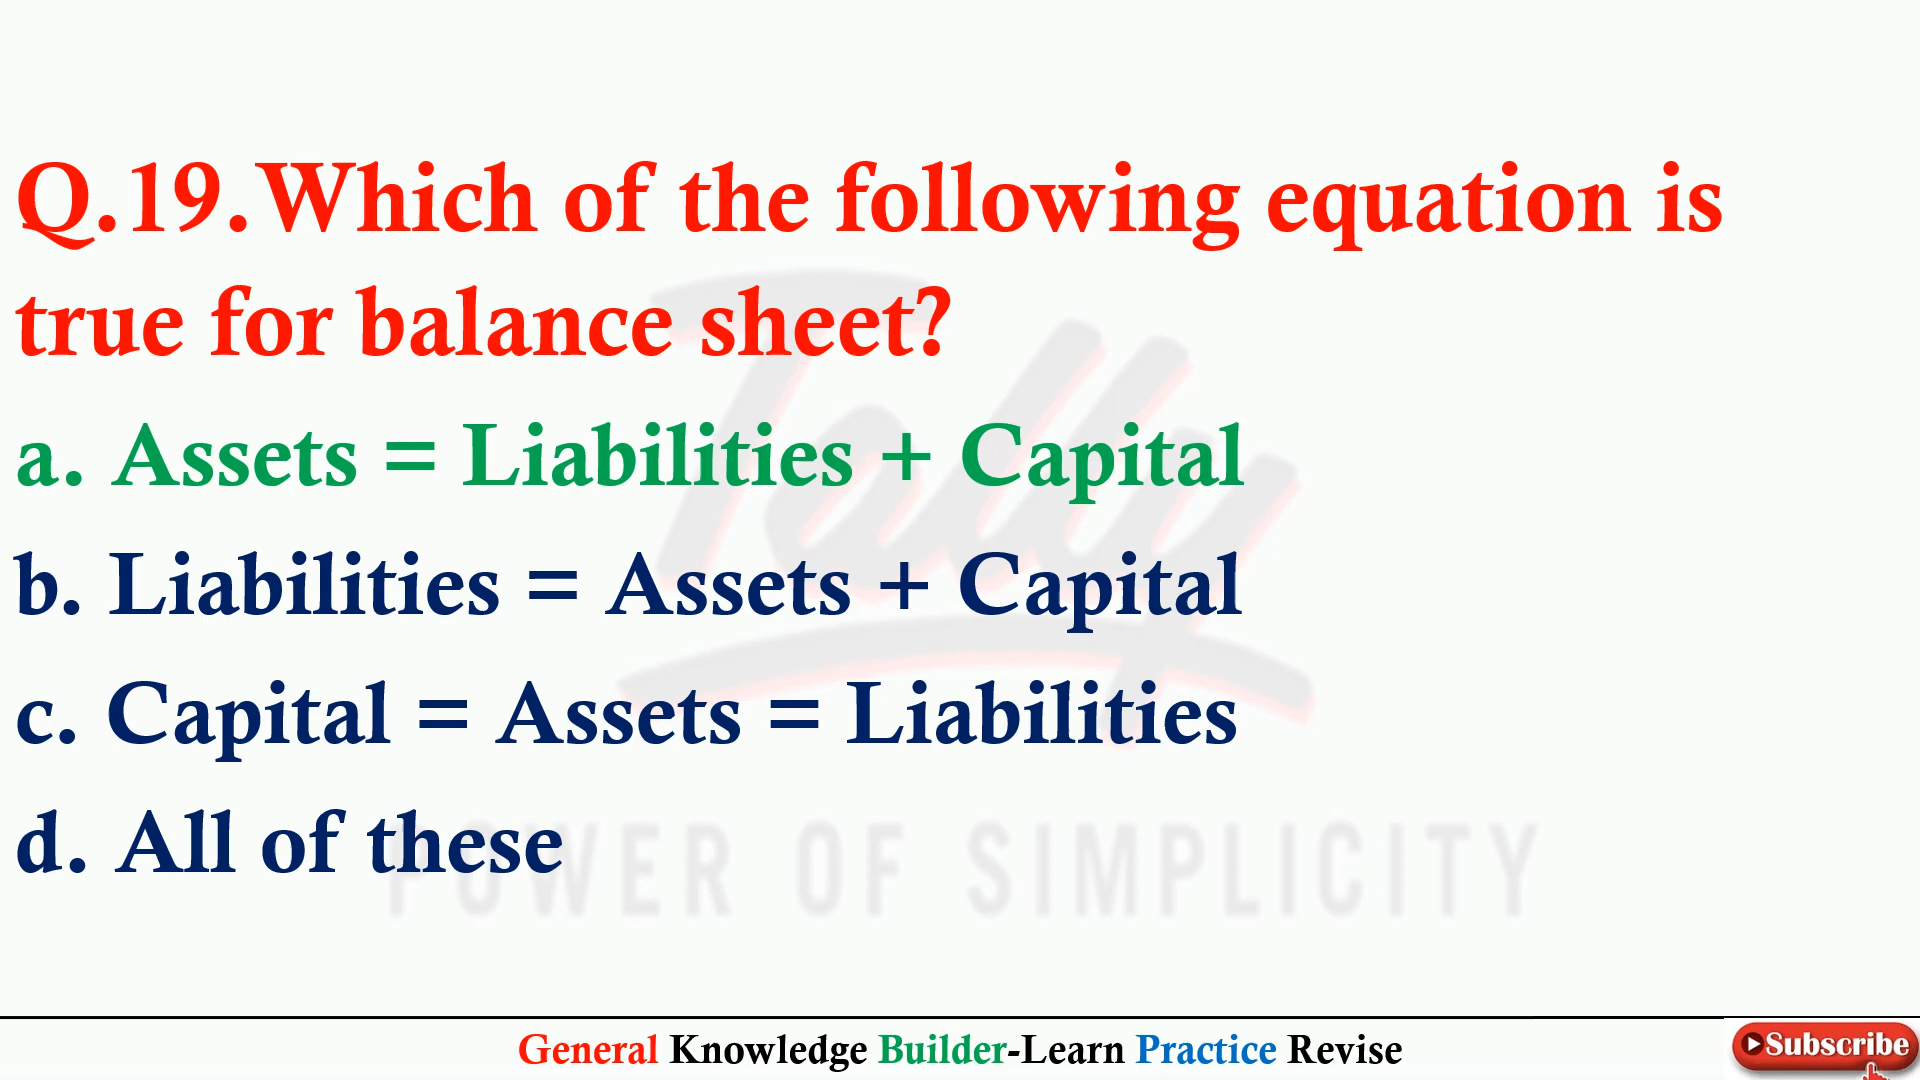 Q.19.Which of the following equation is
true for balance sheet?
a. Assets = Liabilities + Capital
b. Liabilities = Assets + Capital
c. Capital = Assets = Liabilities
d. All of these
Tally
POWER OF SIMPLICITY
General Knowledge Builder-Learn Practice Revise
Subscribe